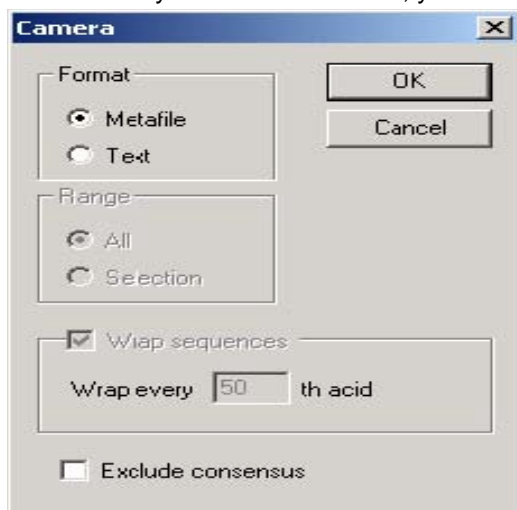 Camera
Format
Metafile
Text
OK
Cancel
Range
All
Selection
Wrap sequences
Wrap every 50 th acid
Exclude consensus